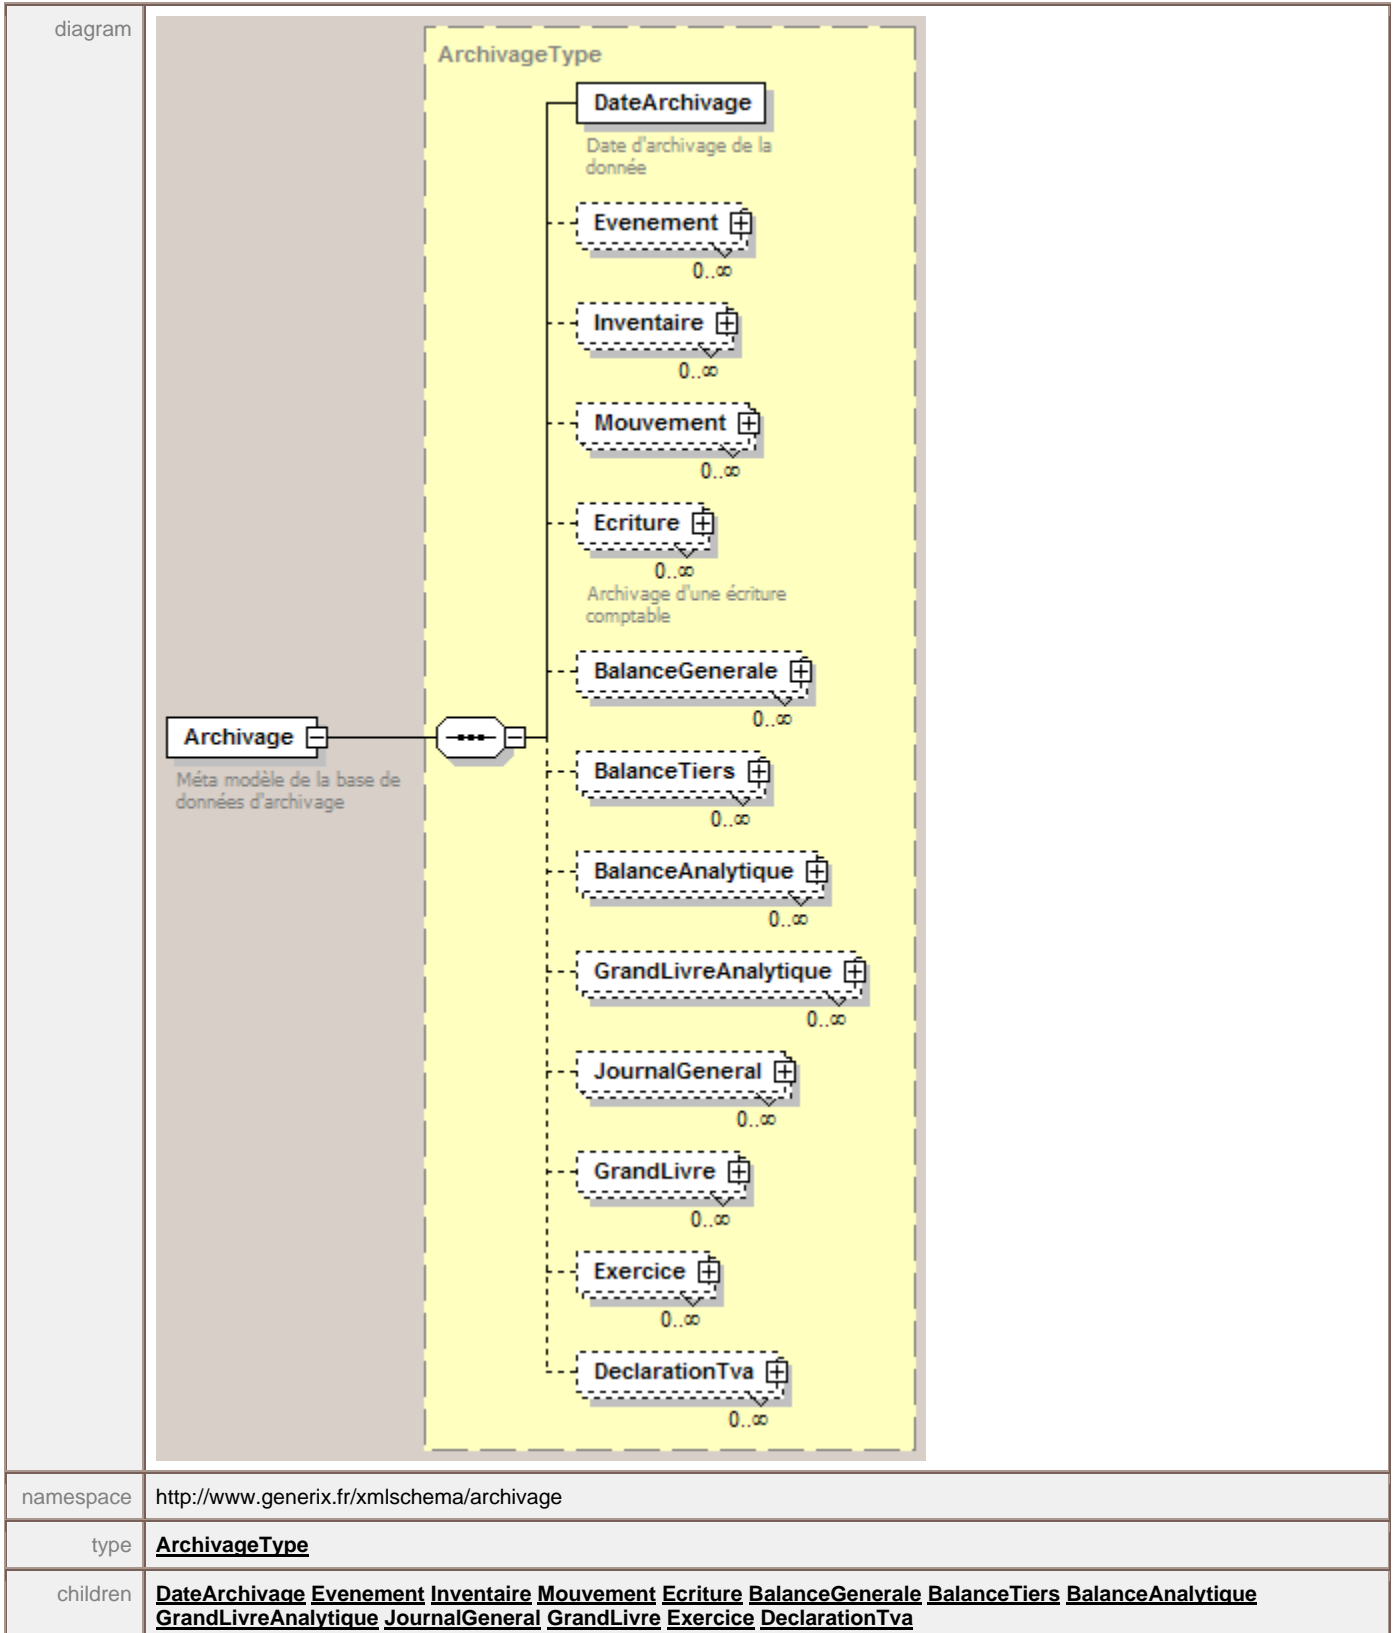 diagram
ArchivageType
DateArchivage
Date d'archivage de la
donnée
Evenement
0..∞
Inventaire
0..∞
Mouvement
0..∞
Ecriture
0..∞
Archivage d'une écriture
comptable
BalanceGenerale
0..∞
Archivage
Méta modèle de la base de
données d'archivage
BalanceTiers
0..∞
BalanceAnalytique
0..∞
GrandLivreAnalytique
0..∞
JournalGeneral
0..∞
GrandLivre
0..∞
Exercice
0..∞
DeclarationTva
0..∞
namespace http://www.generix.fr/xmlschema/archivage
type ArchivageType
children DateArchivage Evenement Inventaire Mouvement Ecriture BalanceGenerale BalanceTiers BalanceAnalytique
GrandLivreAnalytique JournalGeneral GrandLivre Exercice DeclarationTva